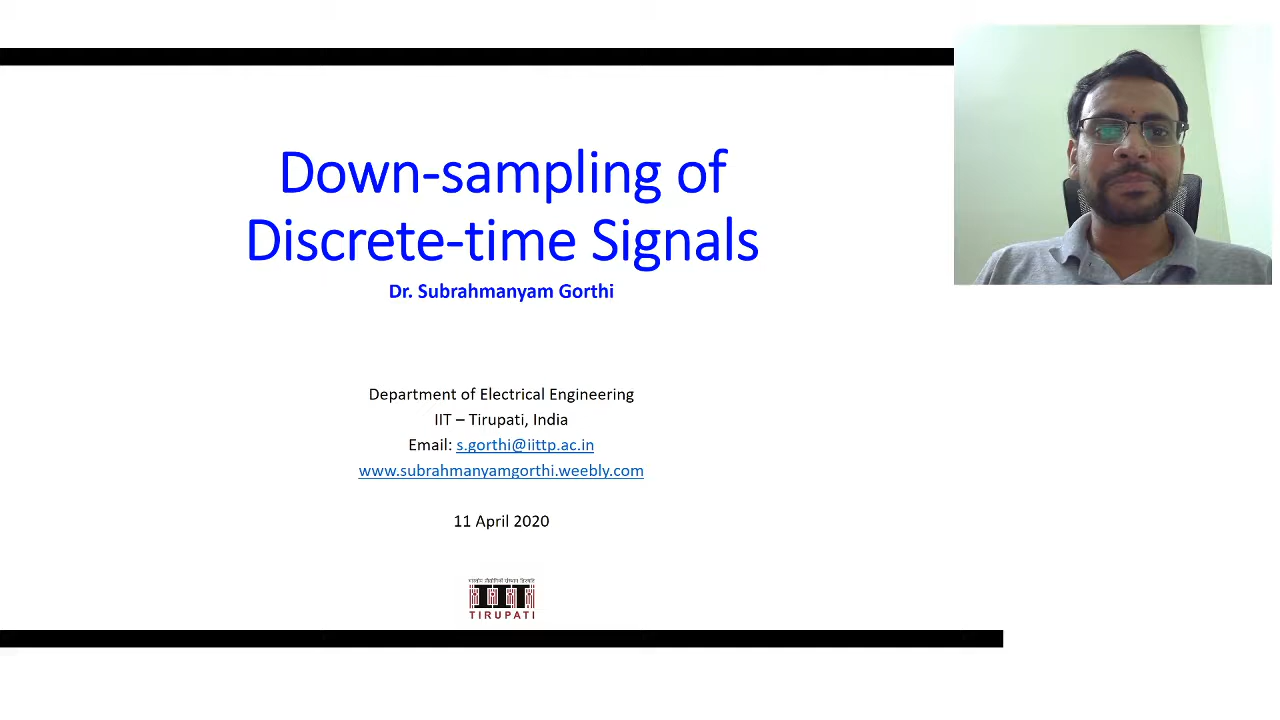 Down-sampling of
Discrete-time Signals
Dr. Subrahmanyam Gorthi
Department of Electrical Engineering
IIT – Tirupati, India
Email: s.gorthi@iittp.ac.in
www.subrahmanyamgorthi.weebly.com
11 April 2020
TIRUPATI